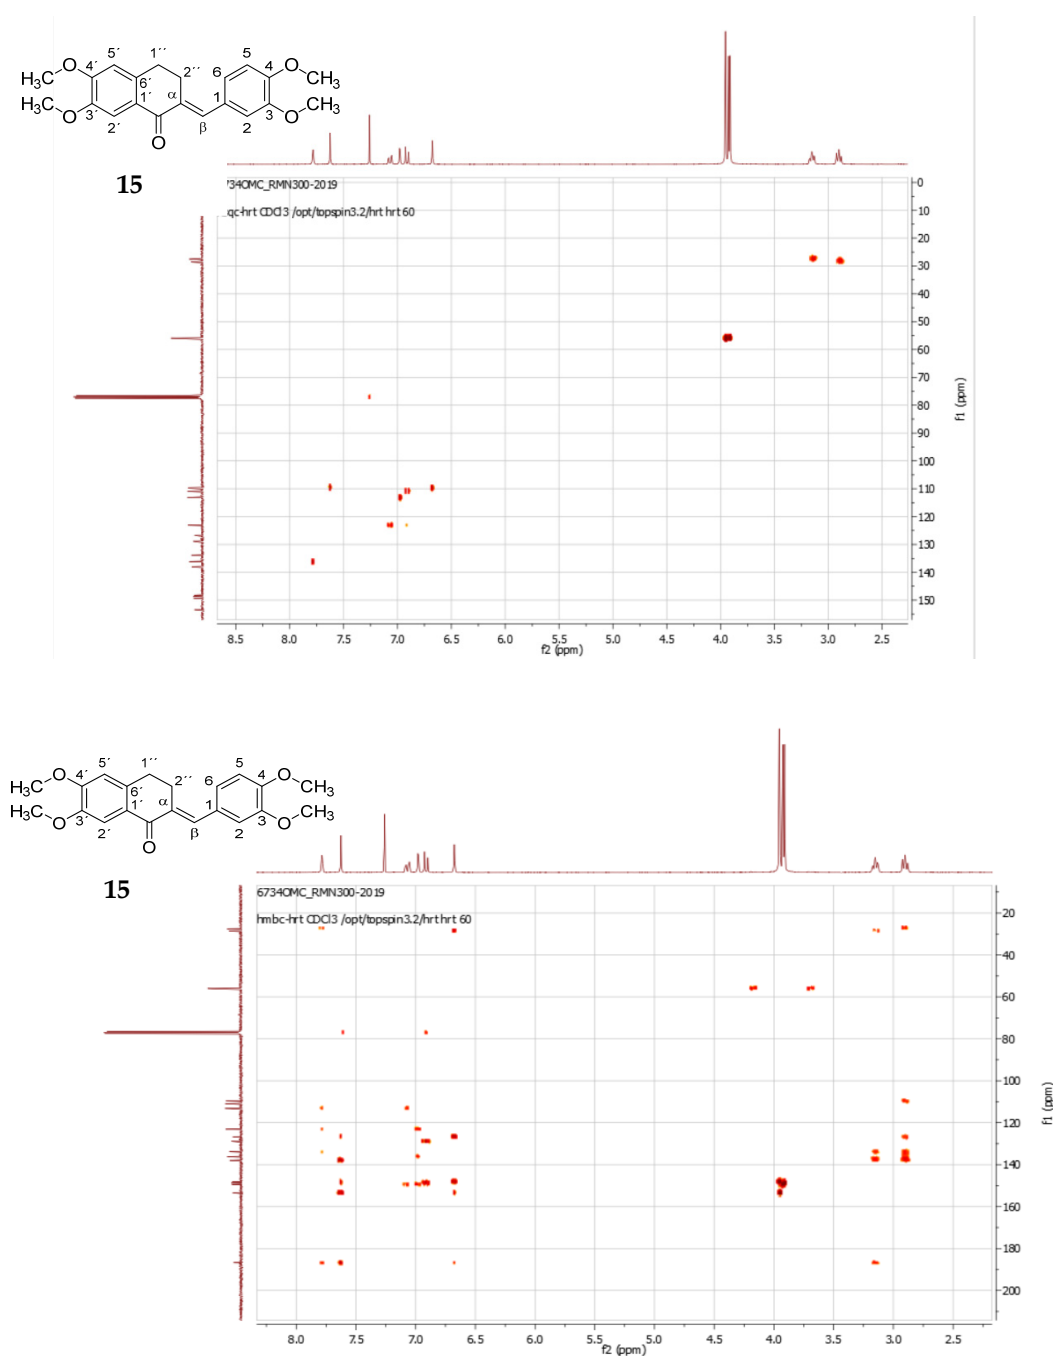 4´ 5´ 1´´ 2´´ 6 5 4
H₃C O O CH₃
6´ 1´ α 1
H₃C O 3´ 2´ O β 2 3 O CH₃
15
734OMC_RMN300-2019
qc-hrt CDCl3 /opt/topspin3.2/hrt hrt 60
0
10
20
30
40
50
60
70
80
90
100
110
120
130
140
150
f1 (ppm)
8.5 8.0 7.5 7.0 6.5 6.0 5.5 5.0 4.5 4.0 3.5 3.0 2.5
f2 (ppm)
4´ 5´ 1´´ 2´´ 6 5 4
H₃C O O CH₃
6´ 1´ α 1
H₃C O 3´ 2´ O β 2 3 O CH₃
15
6734OMC_RMN300-2019
hmbc-hrt CDCl3 /opt/topspin3.2/hrt hrt 60
20
40
60
80
100
120
140
160
180
200
f1 (ppm)
8.0 7.5 7.0 6.5 6.0 5.5 5.0 4.5 4.0 3.5 3.0 2.5
f2 (ppm)